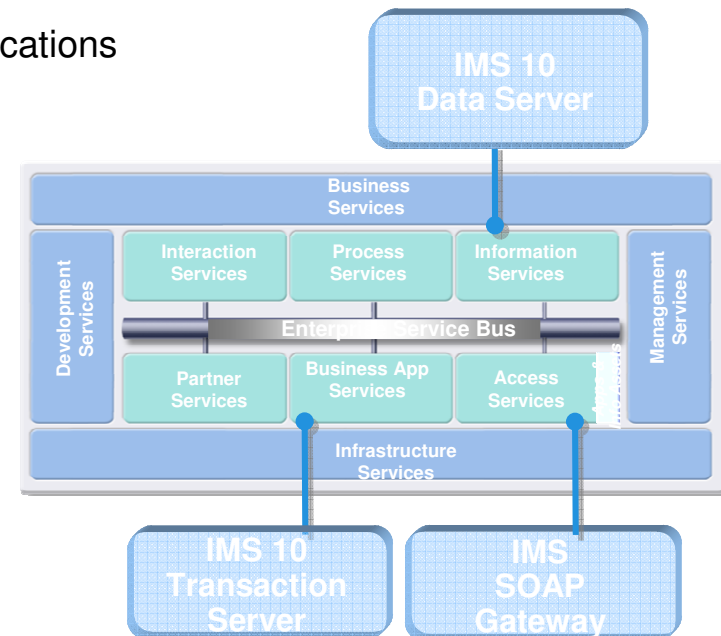 cations
IMS 10
Data Server
Business
Services
Interaction
Services
Process
Services
Information
Services
Development
Services
Management
Services
Enterprise Service Bus
Partner
Services
Business App
Services
Access
Services
Infrastructure
Services
IMS 10
Transaction
Server
IMS
SOAP
Gateway